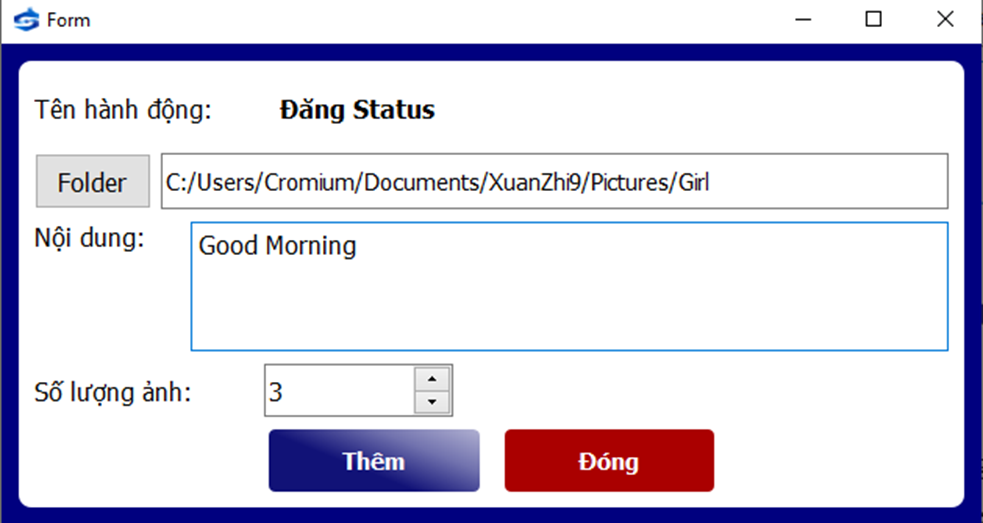 Form
Tên hành động: Đăng Status
Folder C:/Users/Cromium/Documents/XuanZhi9/Pictures/Girl
Nội dung: Good Morning
Số lượng ảnh: 3
Thêm Đóng